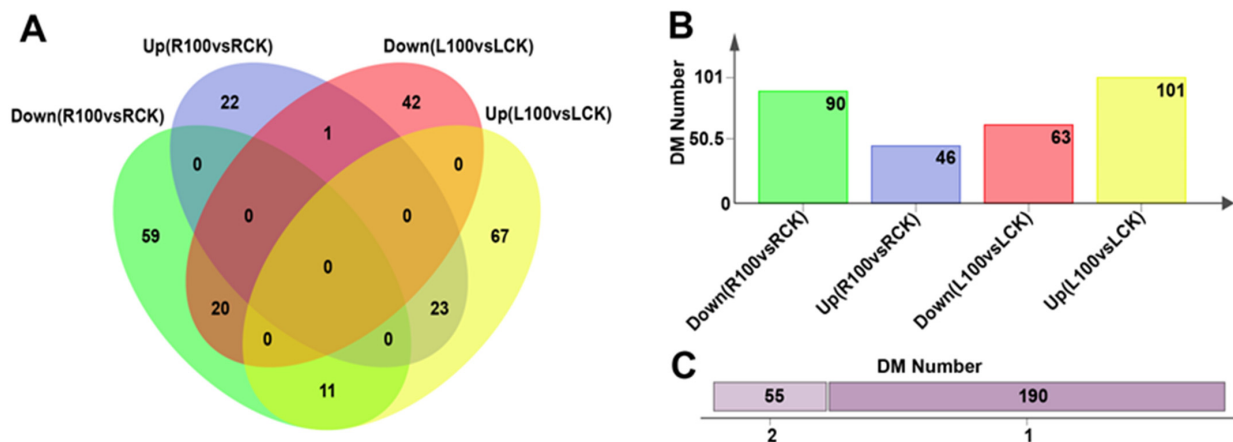 A
Up(R100vsRCK)
Down(L100vsLCK)
Down(R100vsRCK)
Up(L100vsLCK)
22
42
1
0
0
59
0
0
67
0
20
23
0
0
11
B
DM Number
101
50.5
0
90
46
63
101
Down(R100vsRCK)
Up(R100vsRCK)
Down(L100vsLCK)
Up(L100vsLCK)
C
DM Number
55
190
2
1